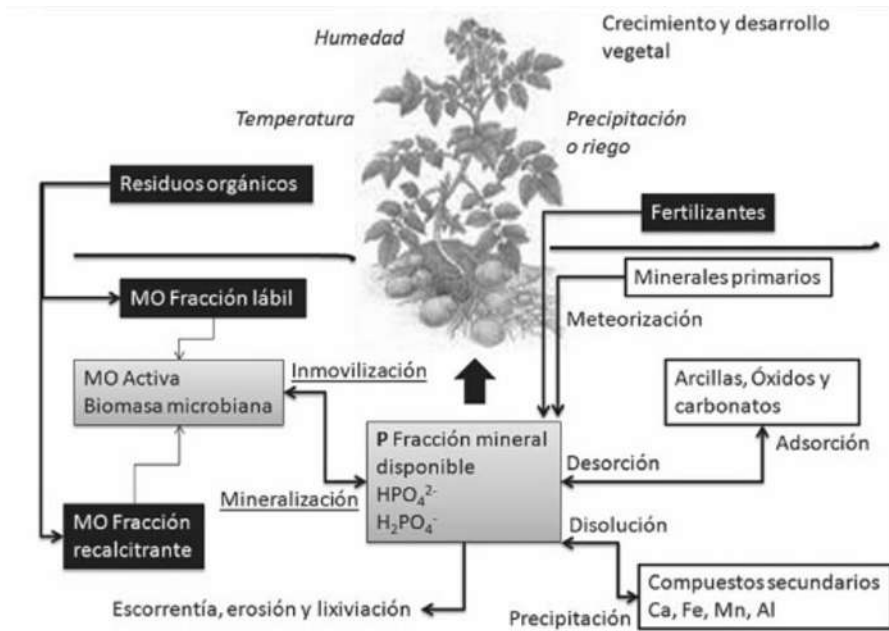 Humedad
Crecimiento y desarrollo
vegetal
Temperatura
Precipitación
o riego
Residuos orgánicos
Fertilizantes
MO Fracción lábil
Minerales primarios
Meteorización
MO Activa
Biomasa microbiana
Inmovilización
Arcillas, Óxidos y
carbonatos
P Fracción mineral
disponible
HPO₄²⁻
H₂PO₄⁻
Desorción
Adsorción
Mineralización
MO Fracción
recalcitrante
Disolución
Escorrentía, erosión y lixiviación
Precipitación
Compuestos secundarios
Ca, Fe, Mn, Al